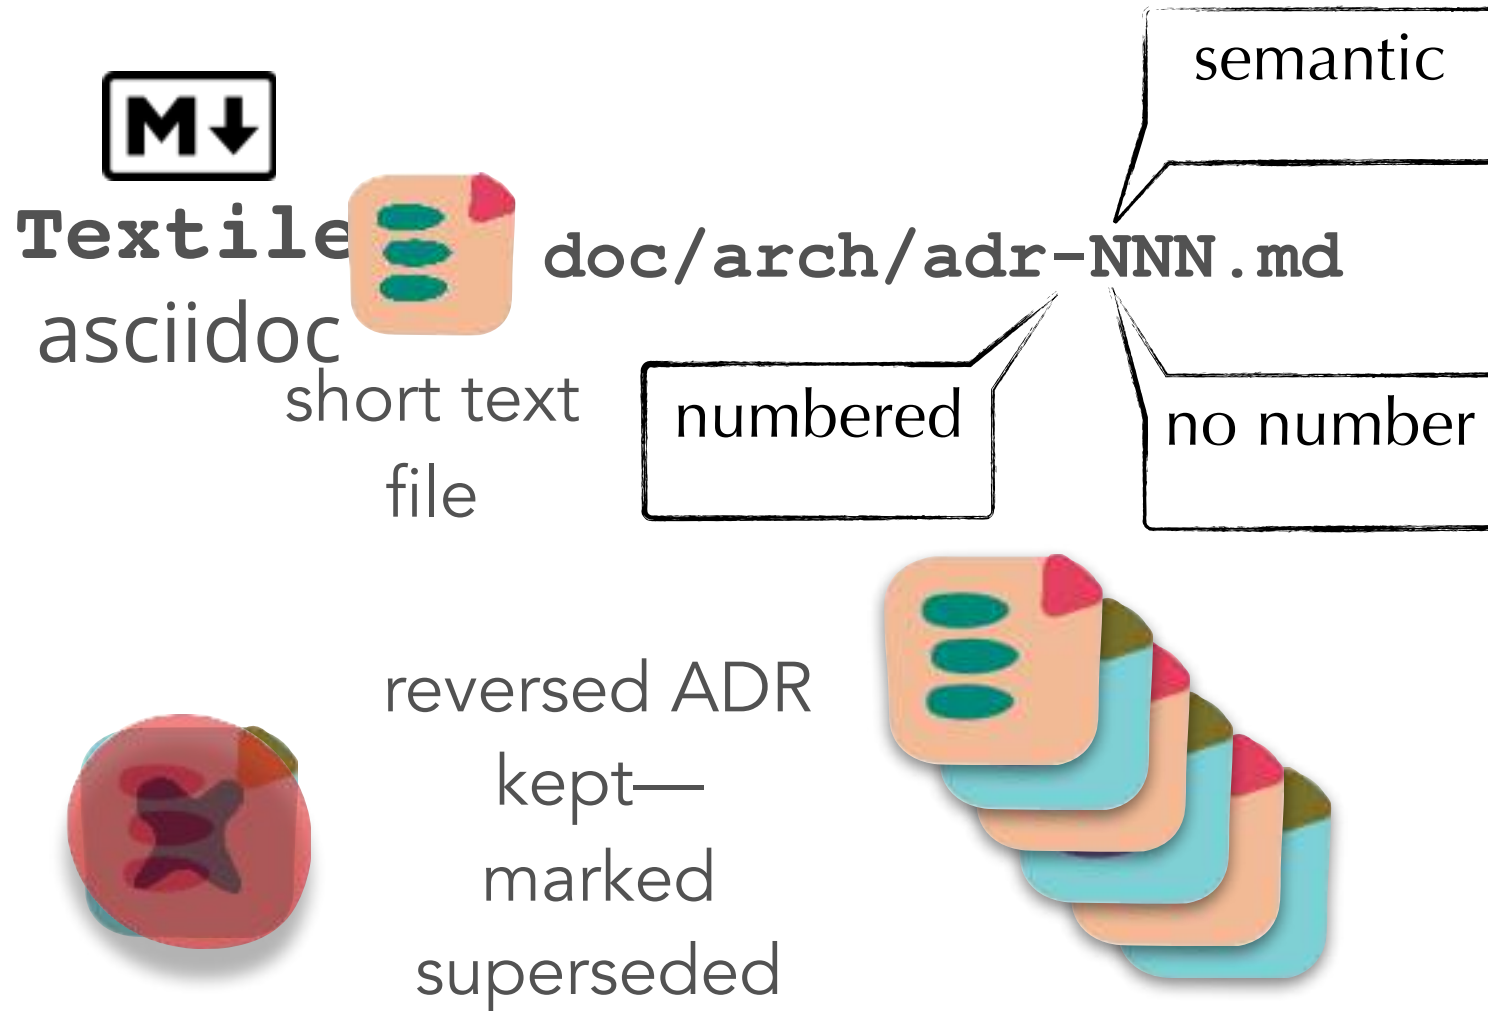 semantic
M
Textile
doc/arch/adr-NNN.md
asciidoc
short text
file
numbered
no number
reversed ADR
kept—
marked
superseded